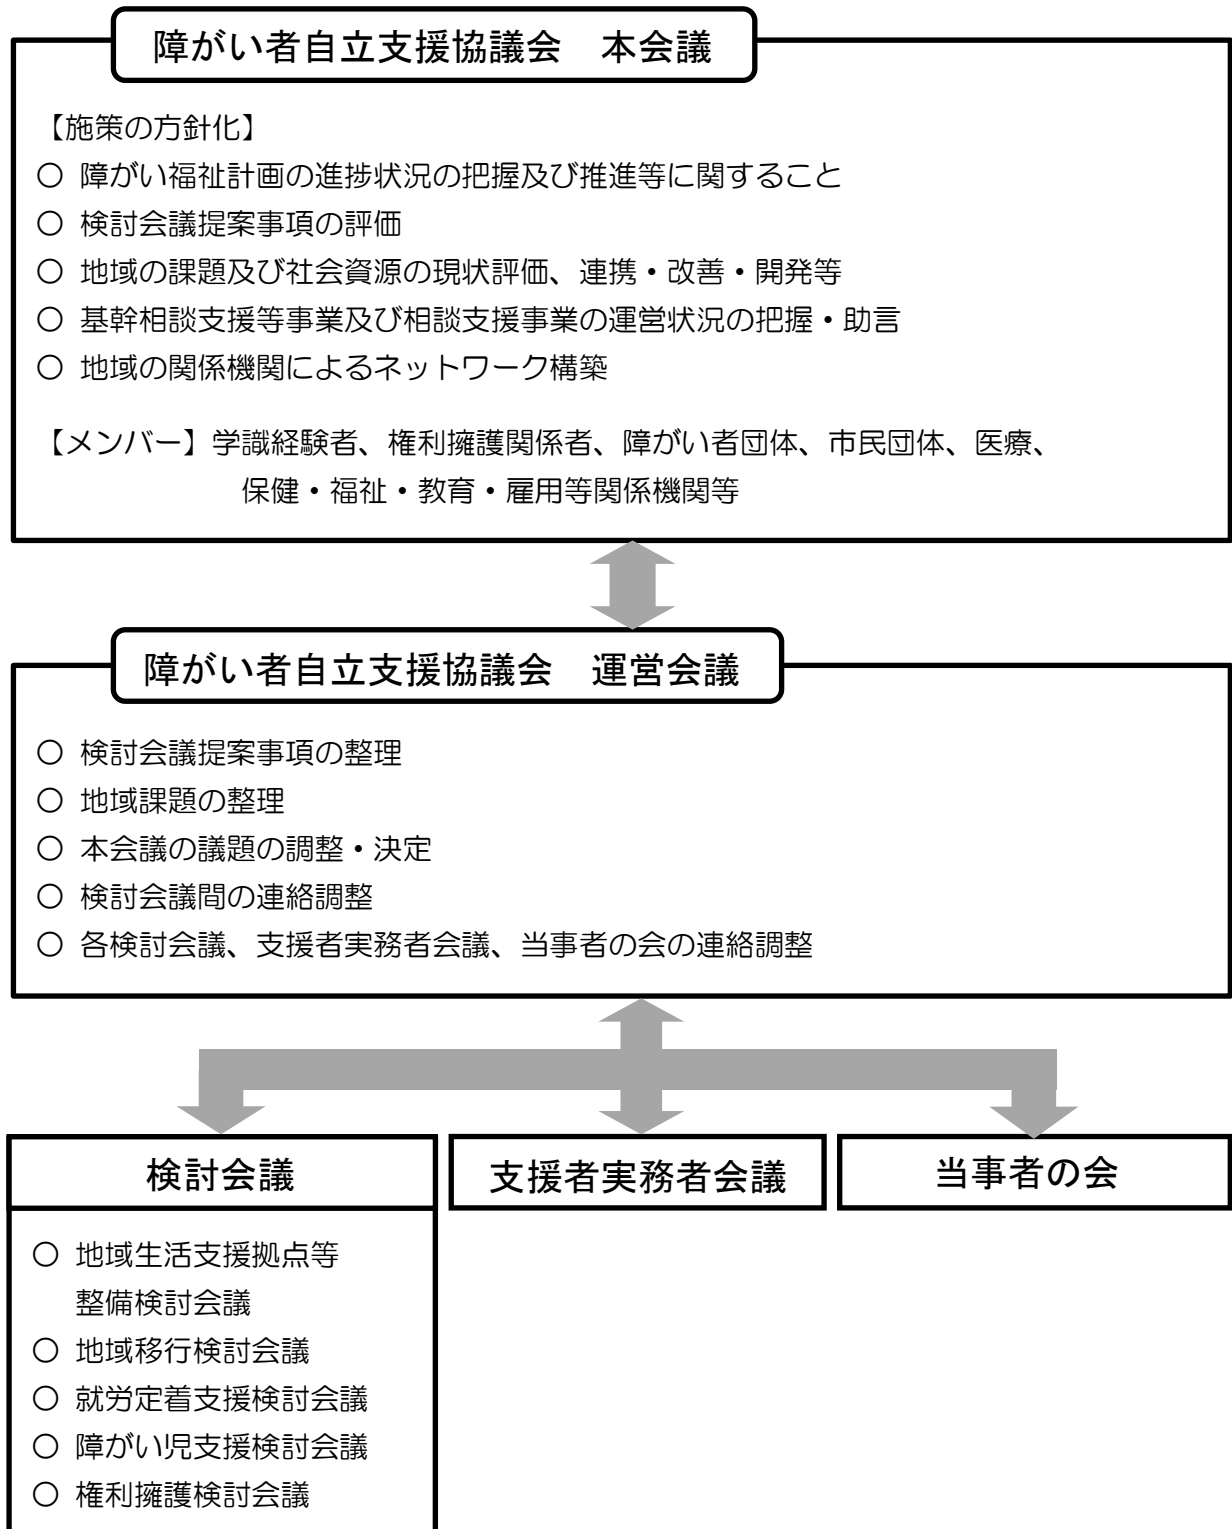 障がい者自立支援協議会　本会議
【施策の方針化】
○ 障がい福祉計画の進捗状況の把握及び推進等に関すること
○ 検討会議提案事項の評価
○ 地域の課題及び社会資源の現状評価、連携・改善・開発等
○ 基幹相談支援等事業及び相談支援事業の運営状況の把握・助言
○ 地域の関係機関によるネットワーク構築
【メンバー】学識経験者、権利擁護関係者、障がい者団体、市民団体、医療、
保健・福祉・教育・雇用等関係機関等
障がい者自立支援協議会　運営会議
○ 検討会議提案事項の整理
○ 地域課題の整理
○ 本会議の議題の調整・決定
○ 検討会議間の連絡調整
○ 各検討会議、支援者実務者会議、当事者の会の連絡調整
検討会議
○ 地域生活支援拠点等
整備検討会議
○ 地域移行検討会議
○ 就労定着支援検討会議
○ 障がい児支援検討会議
○ 権利擁護検討会議
支援者実務者会議
当事者の会